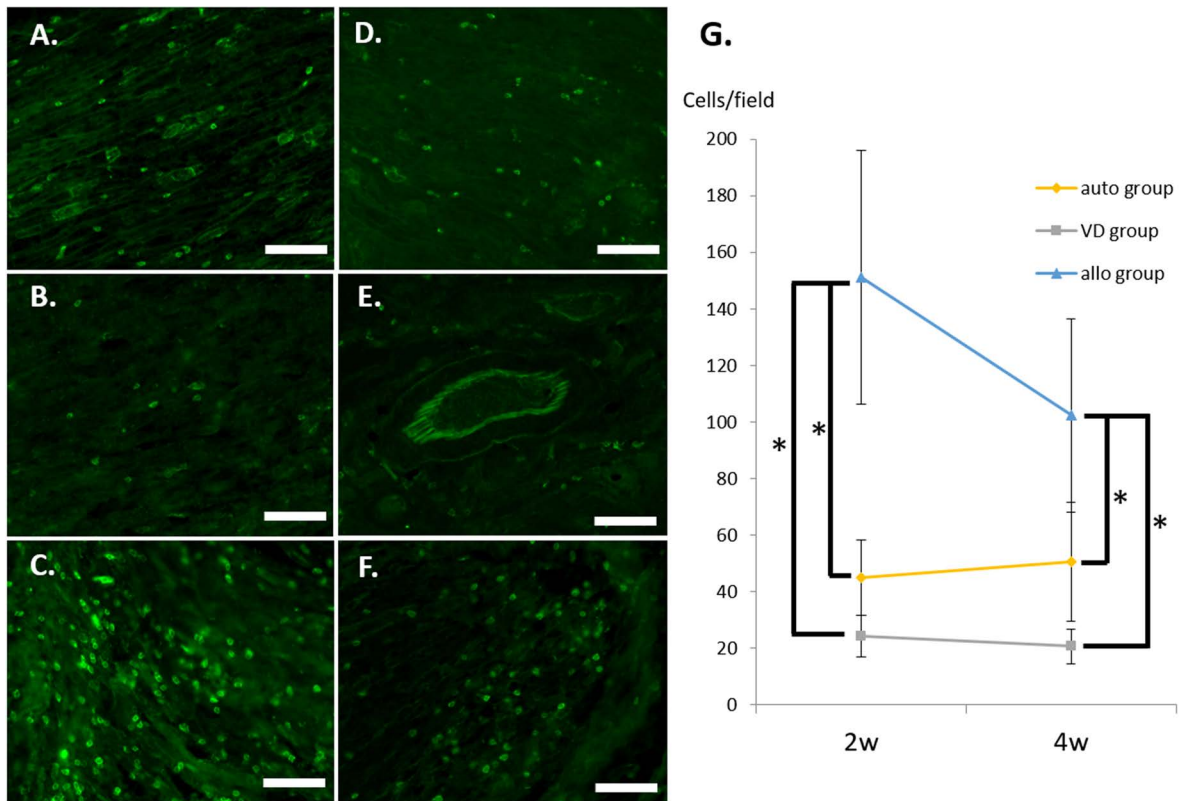 A.
D.
B.
E.
C.
F.
G.
Cells/field
200
180
160
140
120
100
80
60
40
20
0
auto group
VD group
allo group
*
*
*
*
2w
4w